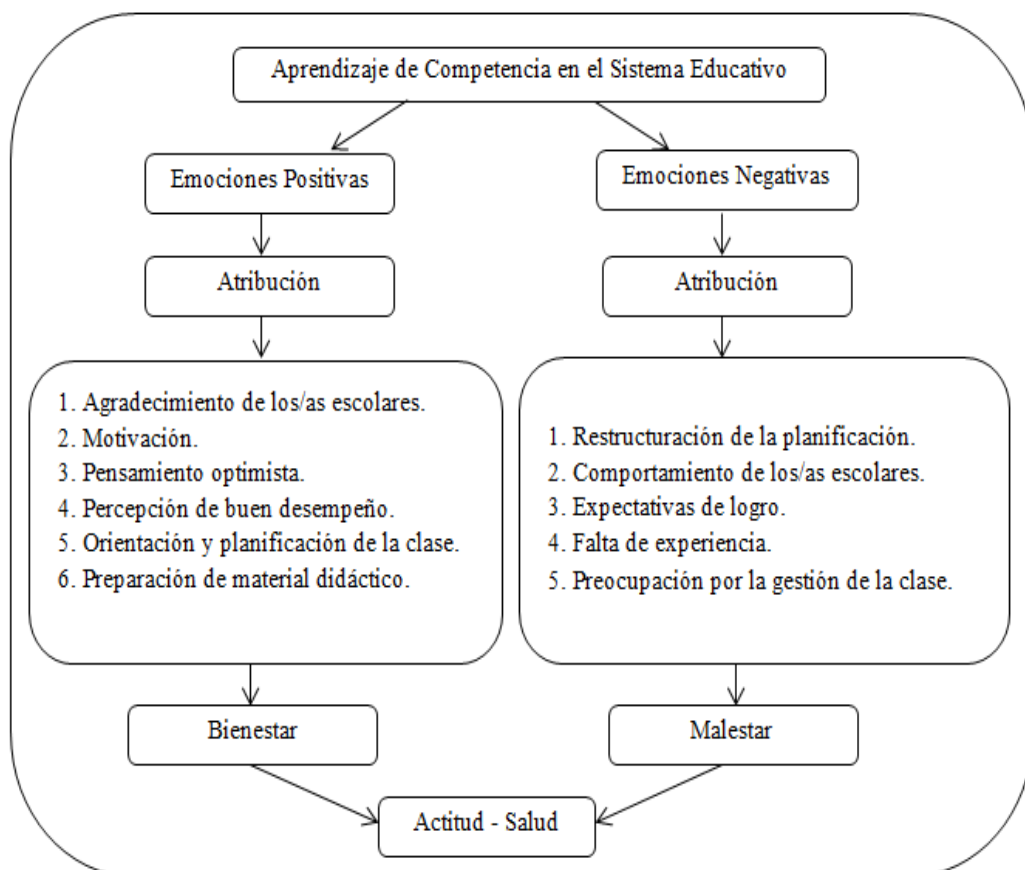 Aprendizaje de Competencia en el Sistema Educativo
Emociones Positivas
Emociones Negativas
Atribución
Atribución
1. Agradecimiento de los/as escolares.
2. Motivación.
3. Pensamiento optimista.
4. Percepción de buen desempeño.
5. Orientación y planificación de la clase.
6. Preparación de material didáctico.
1. Restructuración de la planificación.
2. Comportamiento de los/as escolares.
3. Expectativas de logro.
4. Falta de experiencia.
5. Preocupación por la gestión de la clase.
Bienestar
Malestar
Actitud - Salud